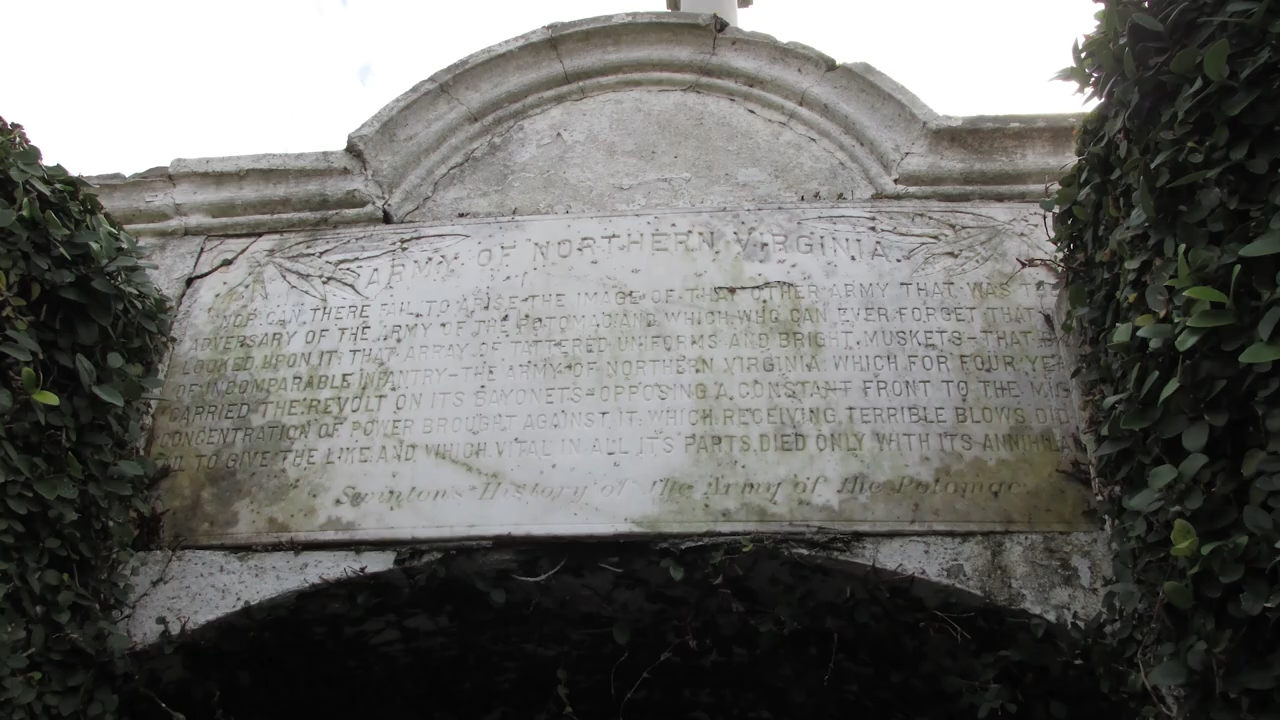 ARMY OF NORTHERN VIRGINIA.
NOR CAN THERE FAIL TO ARISE THE IMAGE OF THAT OTHER ARMY THAT WAS
ADVERSARY OF THE ARMY OF THE POTOMAC AND WHICH WHO CAN EVER FORGET THAT
LOOKED UPON IT; THAT ARRAY OF TATTERED UNIFORMS AND BRIGHT MUSKETS-THAT
OF INCOMPARABLE INFANTRY-THE ARMY OF NORTHERN VIRGINIA WHICH FOR FOUR
CARRIED THE REVOLT ON ITS BAYONETS-OPPOSING A CONSTANT FRONT TO THE
CONCENTRATION OF POWER BROUGHT AGAINST IT; WHICH RECEIVING TERRIBLE BLOWS DID
TO GIVE THE LIKE. AND WHICH VITAL IN ALL ITS PARTS, DIED ONLY WITH ITS
Swinton's History of the Army of the Potomac